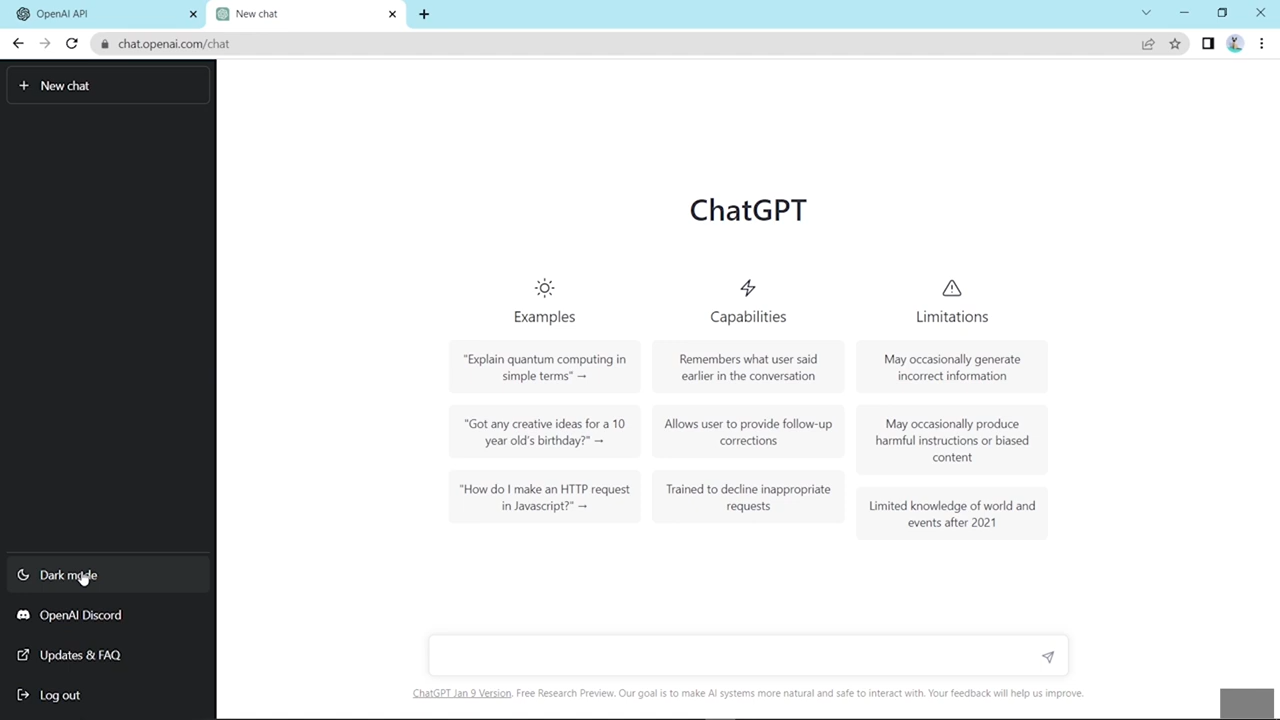 OpenAI API
New chat
chat.openai.com/chat
New chat
ChatGPT
Examples
Capabilities
Limitations
"Explain quantum computing in
simple terms" →
Remembers what user said
earlier in the conversation
May occasionally generate
incorrect information
"Got any creative ideas for a 10
year old's birthday?" →
Allows user to provide follow-up
corrections
May occasionally produce
harmful instructions or biased
content
"How do I make an HTTP request
in Javascript?" →
Trained to decline inappropriate
requests
Limited knowledge of world and
events after 2021
Dark mode
OpenAI Discord
Updates & FAQ
Log out
ChatGPT Jan 9 Version. Free Research Preview. Our goal is to make AI systems more natural and safe to interact with. Your feedback will help us improve.